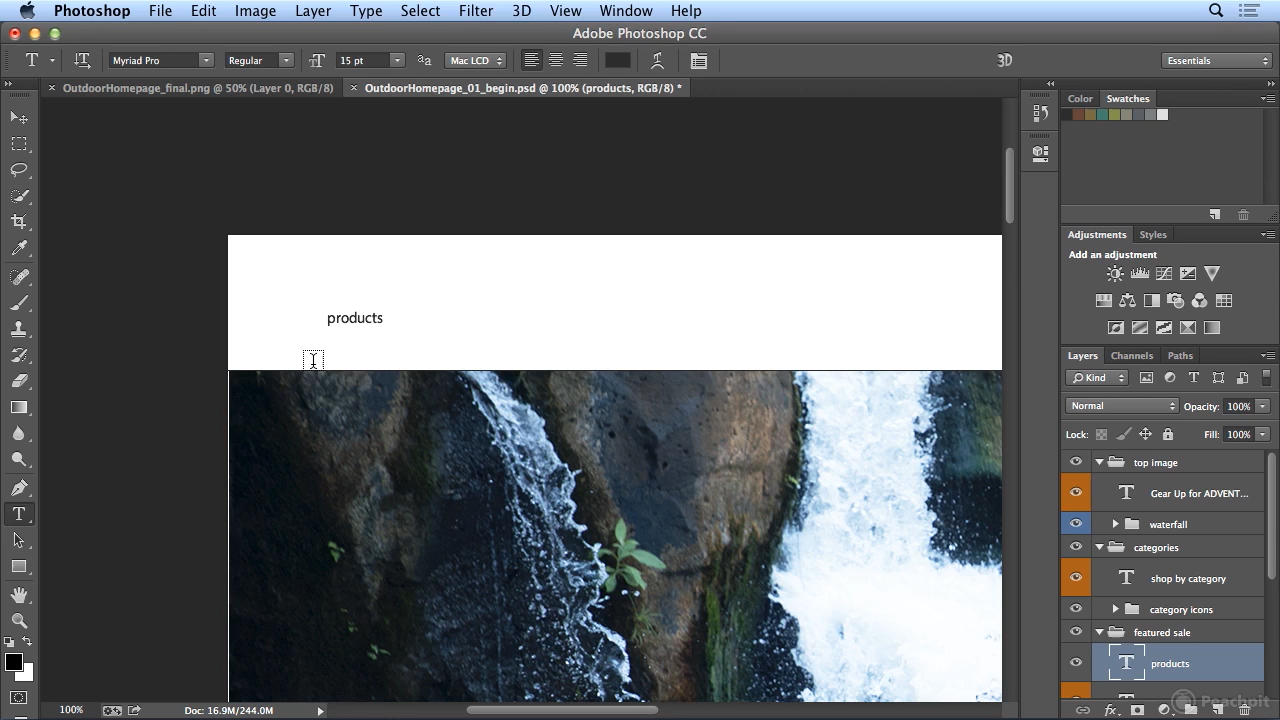 Photoshop File Edit Image Layer Type Select Filter 3D View Window Help
Adobe Photoshop CC
T Myriad Pro Regular 15 pt aa Mac LCD 3D Essentials
× OutdoorHomepage_final.png @ 50% (Layer 0, RGB/8) × OutdoorHomepage_01_begin.psd @ 100% (products, RGB/8) *
Color Swatches
Adjustments Styles
Add an adjustment
products
Layers Channels Paths
Kind
Normal Opacity: 100%
Lock: Fill: 100%
top image
Gear Up for ADVENT...
waterfall
categories
shop by category
category icons
featured sale
products
100% Doc: 16.9M/244.0M
Peachpit